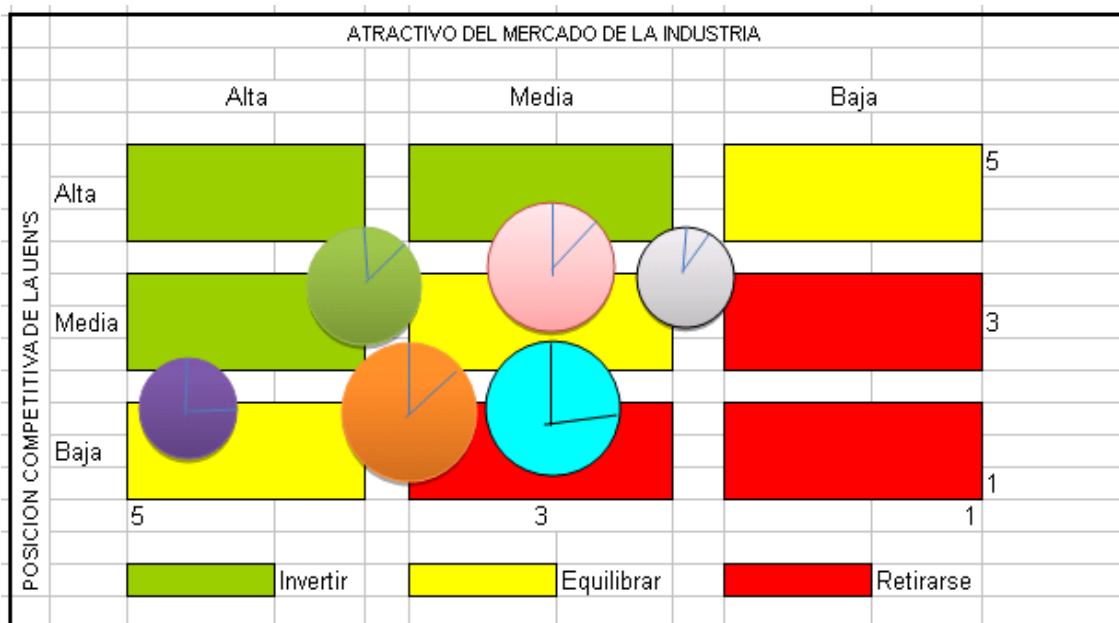 ATRACTIVO DEL MERCADO DE LA INDUSTRIA
Alta Media Baja
POSICION COMPETITIVA DE LA UEN'S
Alta
5
Media
3
Baja
1
5 3 1
Invertir Equilibrar Retirarse